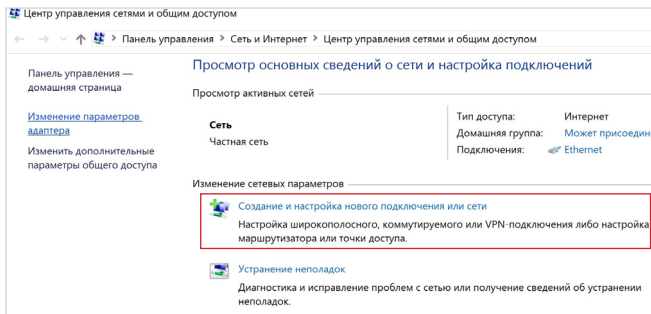 Центр управления сетями и общим доступом
Панель управления > Сеть и Интернет > Центр управления сетями и общим доступом
Панель управления —
домашняя страница
Изменение параметров
адаптера
Изменить дополнительные
параметры общего доступа
Просмотр основных сведений о сети и настройка подключений
Просмотр активных сетей
Сеть
Частная сеть
Тип доступа: Интернет
Домашняя группа: Может присоедин
Подключения: Ethernet
Изменение сетевых параметров
Создание и настройка нового подключения или сети
Настройка широкополосного, коммутируемого или VPN-подключения либо настройка
маршрутизатора или точки доступа.
Устранение неполадок
Диагностика и исправление проблем с сетью или получение сведений об устранении
неполадок.